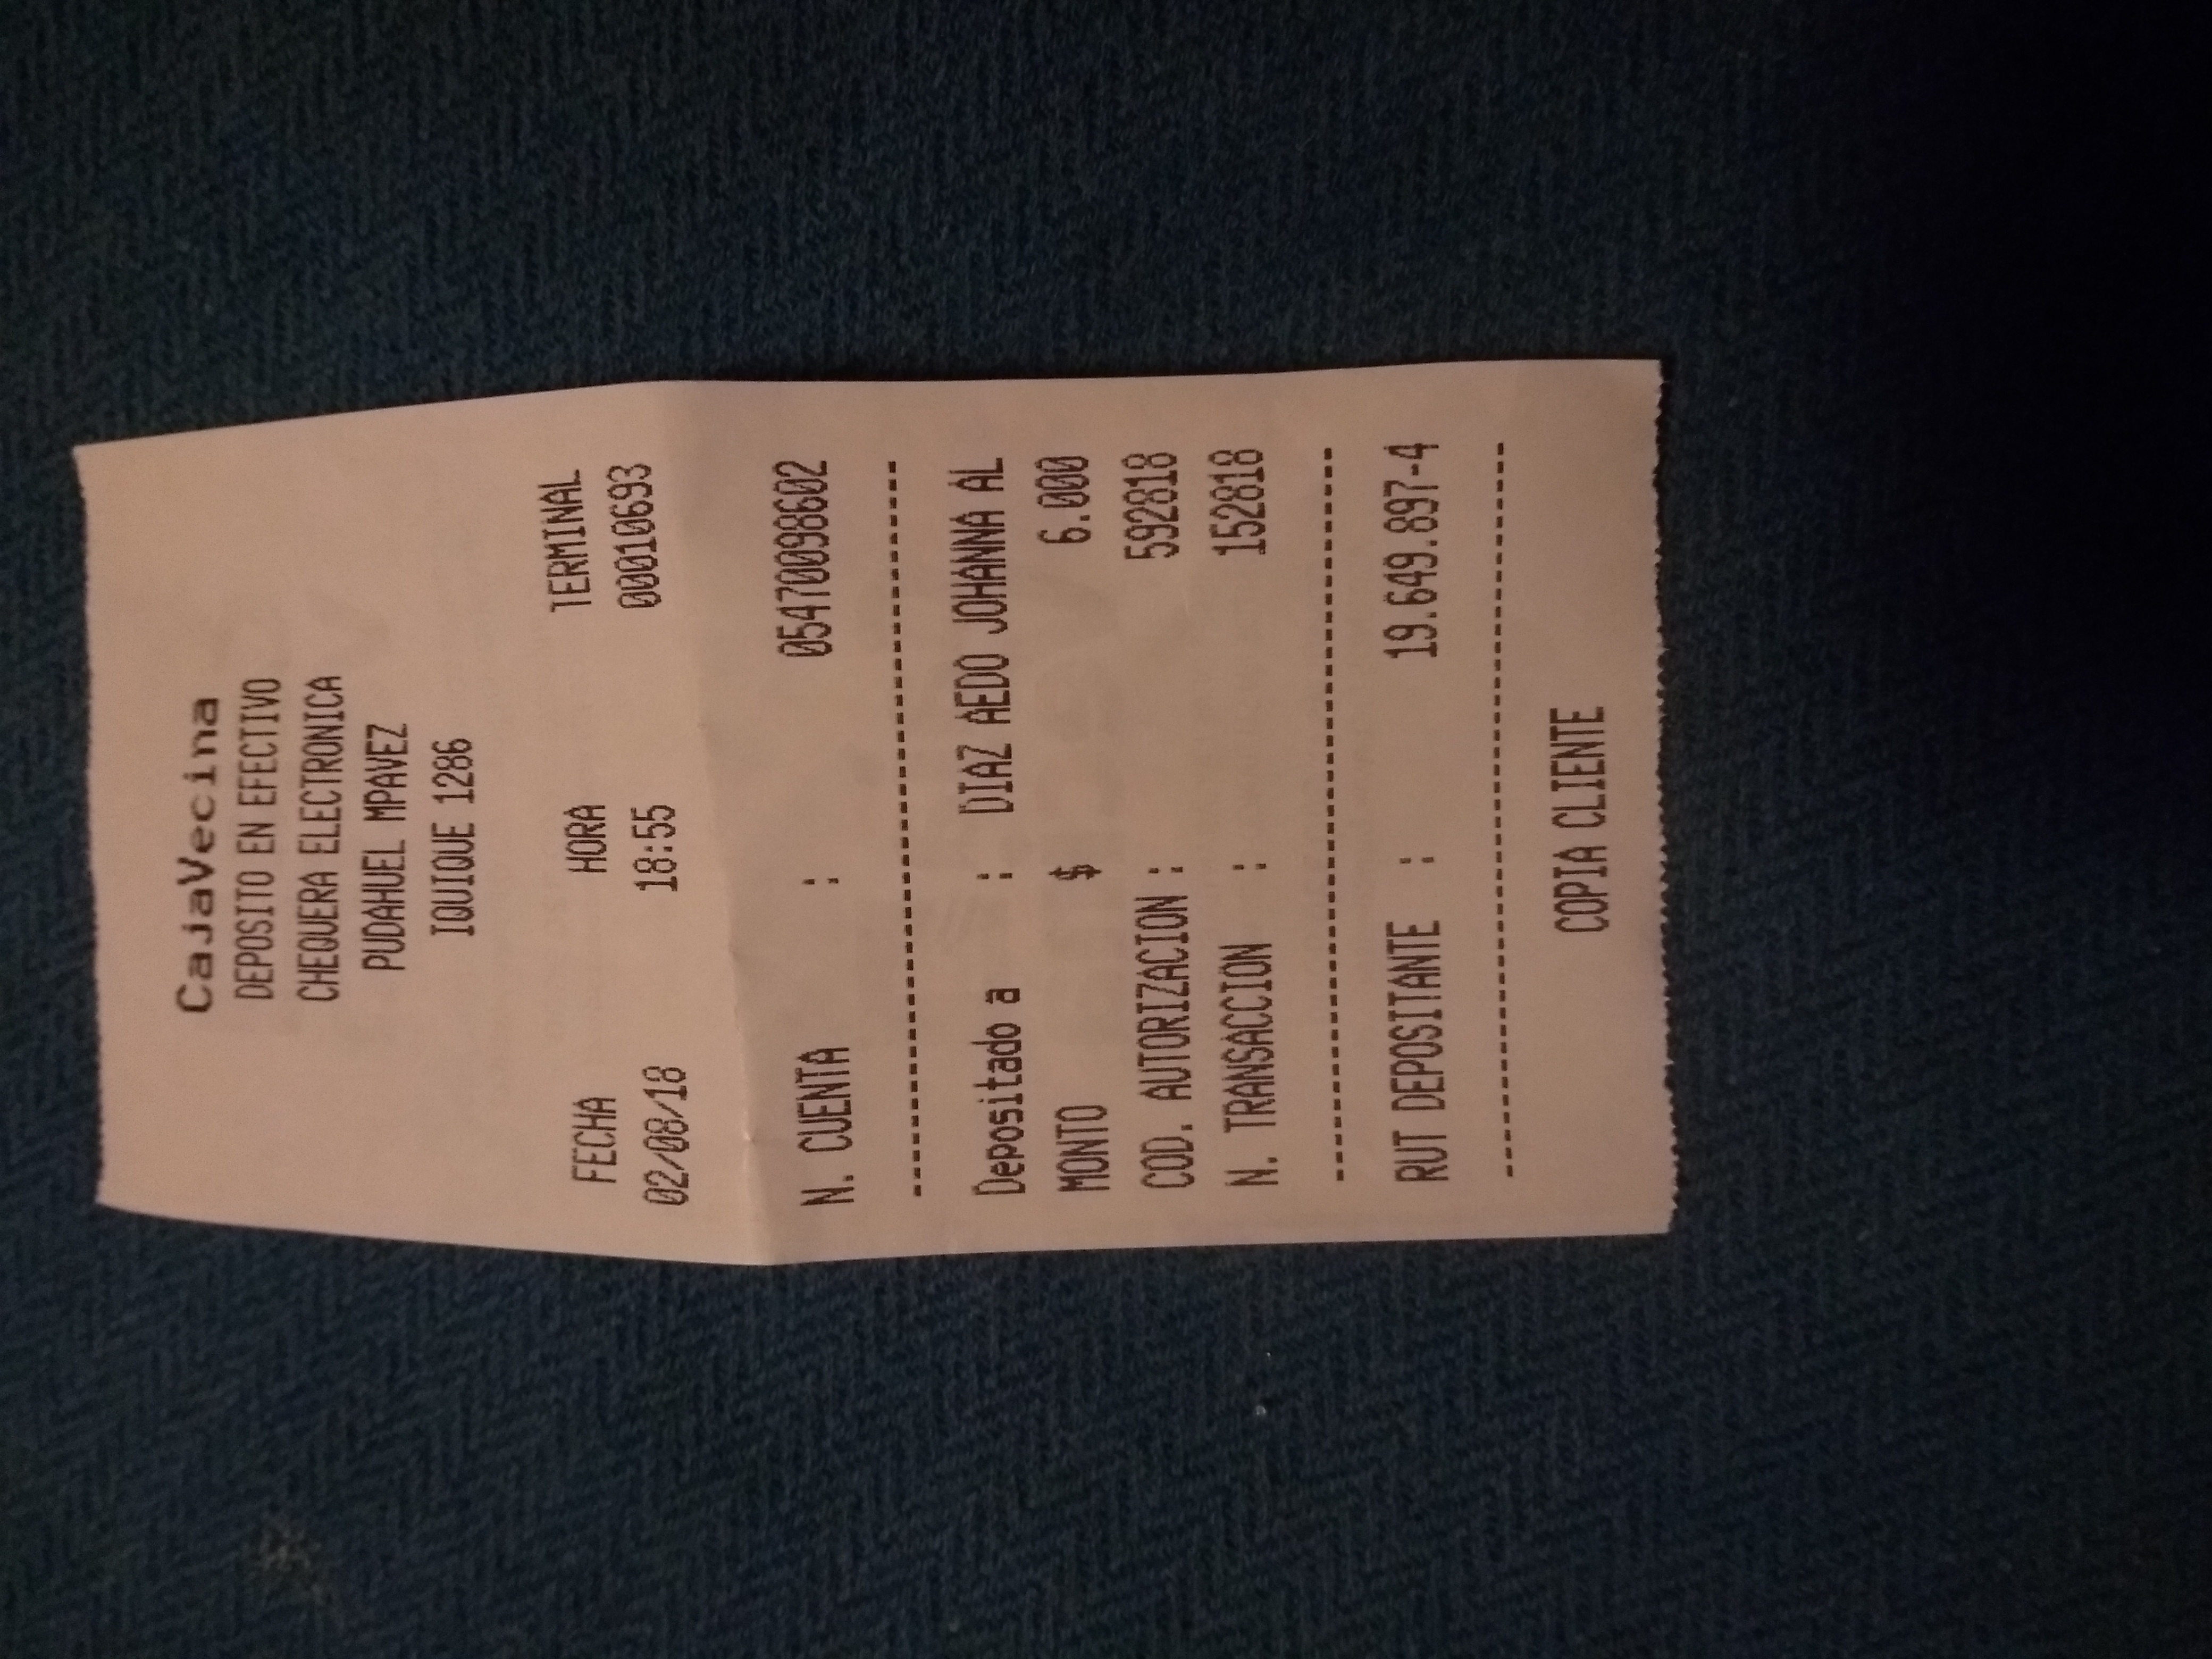 CajaVecina
DEPOSITO EN EFECTIVO
CHEQUERA ELECTRONICA
PUDAHUEL MPAVEZ
IQUIQUE 1286
FECHA HORA TERMINAL
02/08/18 18:55 00010693
N. CUENTA : 05470098602
----------------------------------------
Depositado a : DIAZ AEDO JOHANNA AL
MONTO $ 6.000
COD. AUTORIZACION : 592818
N. TRANSACCION : 152818
----------------------------------------
RUT DEPOSITANTE : 19.649.897-4
----------------------------------------
COPIA CLIENTE